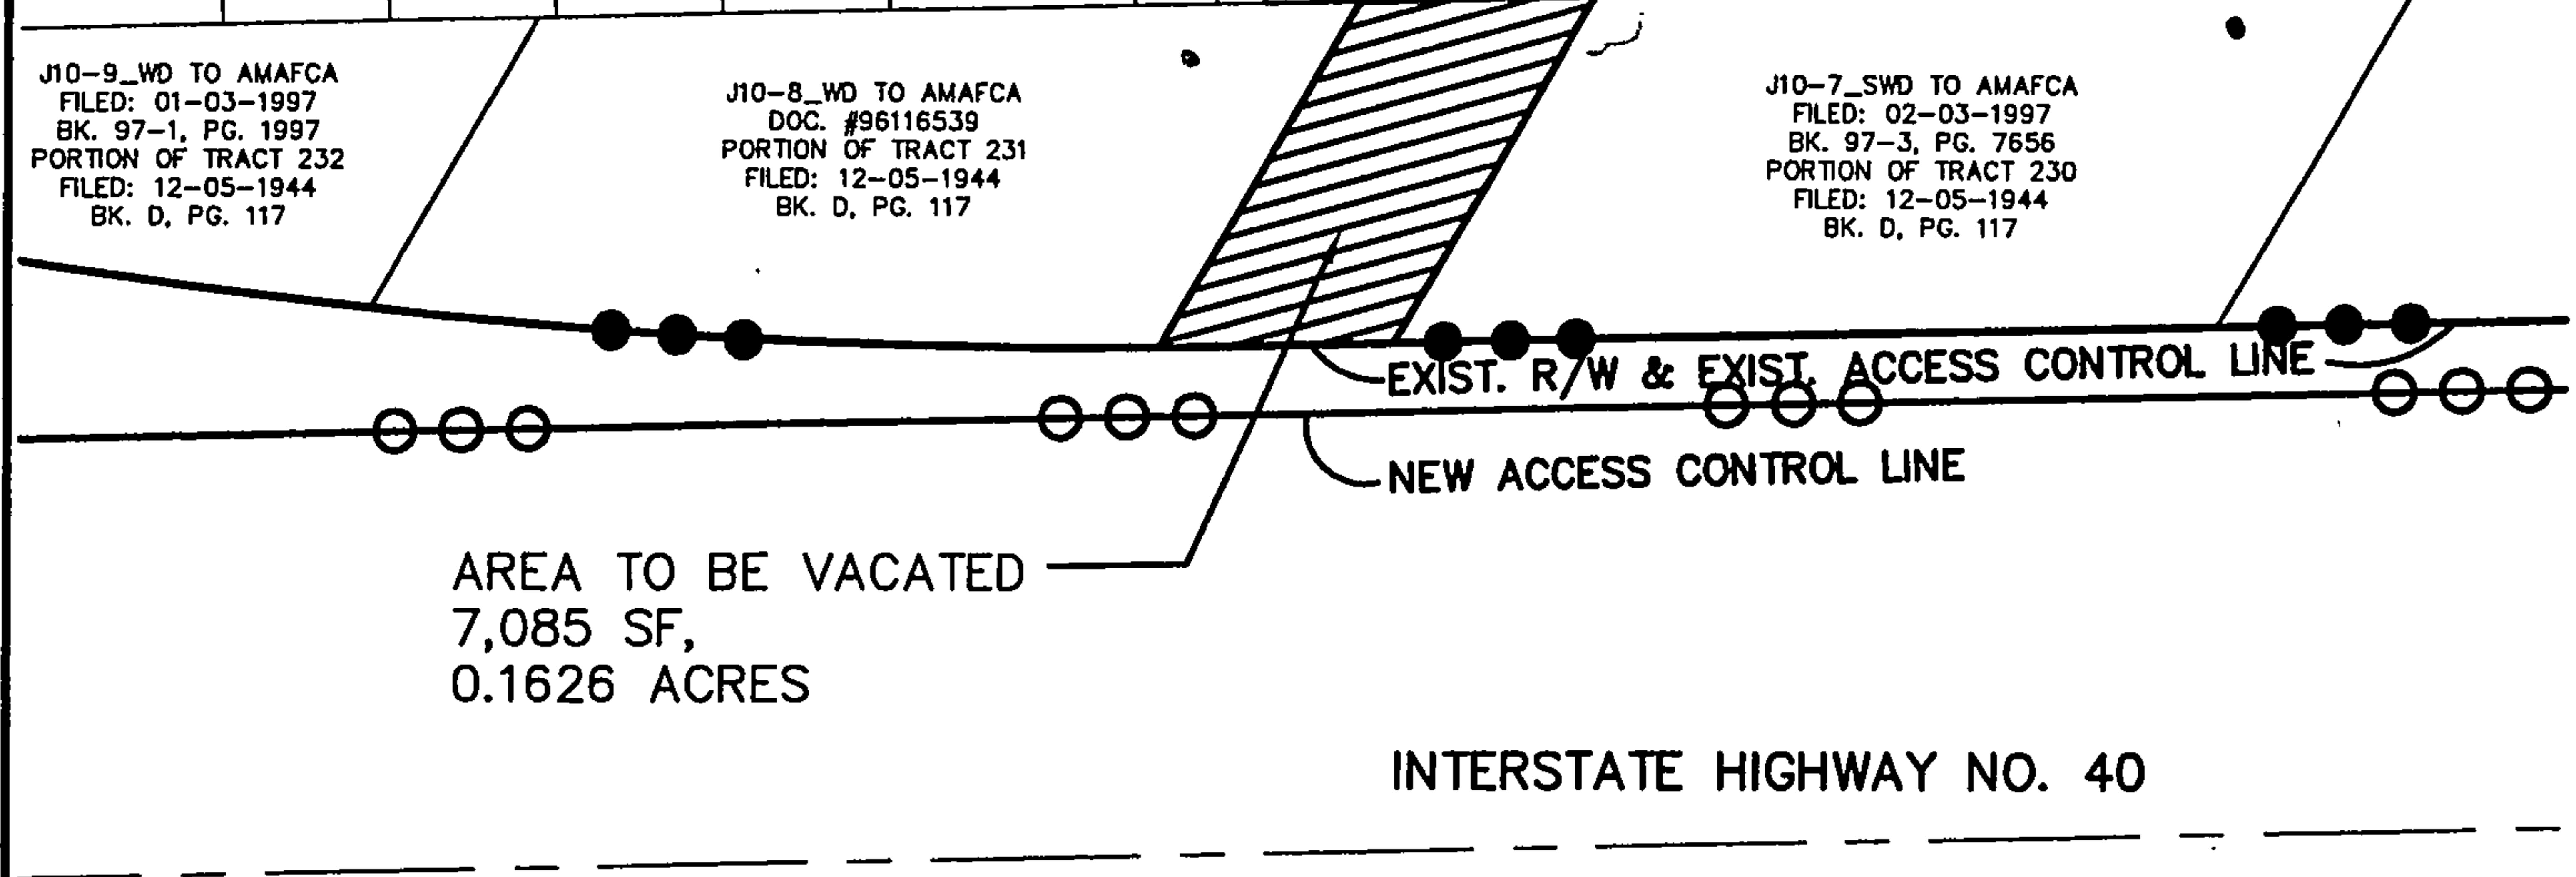 J10-9_WD TO AMAFCA
FILED: 01-03-1997
BK. 97-1, PG. 1997
PORTION OF TRACT 232
FILED: 12-05-1944
BK. D, PG. 117
J10-8_WD TO AMAFCA
DOC. #96116539
PORTION OF TRACT 231
FILED: 12-05-1944
BK. D, PG. 117
J10-7_SWD TO AMAFCA
FILED: 02-03-1997
BK. 97-3, PG. 7656
PORTION OF TRACT 230
FILED: 12-05-1944
BK. D, PG. 117
EXIST. R/W & EXIST. ACCESS CONTROL LINE
NEW ACCESS CONTROL LINE
AREA TO BE VACATED
7,085 SF,
0.1626 ACRES
INTERSTATE HIGHWAY NO. 40